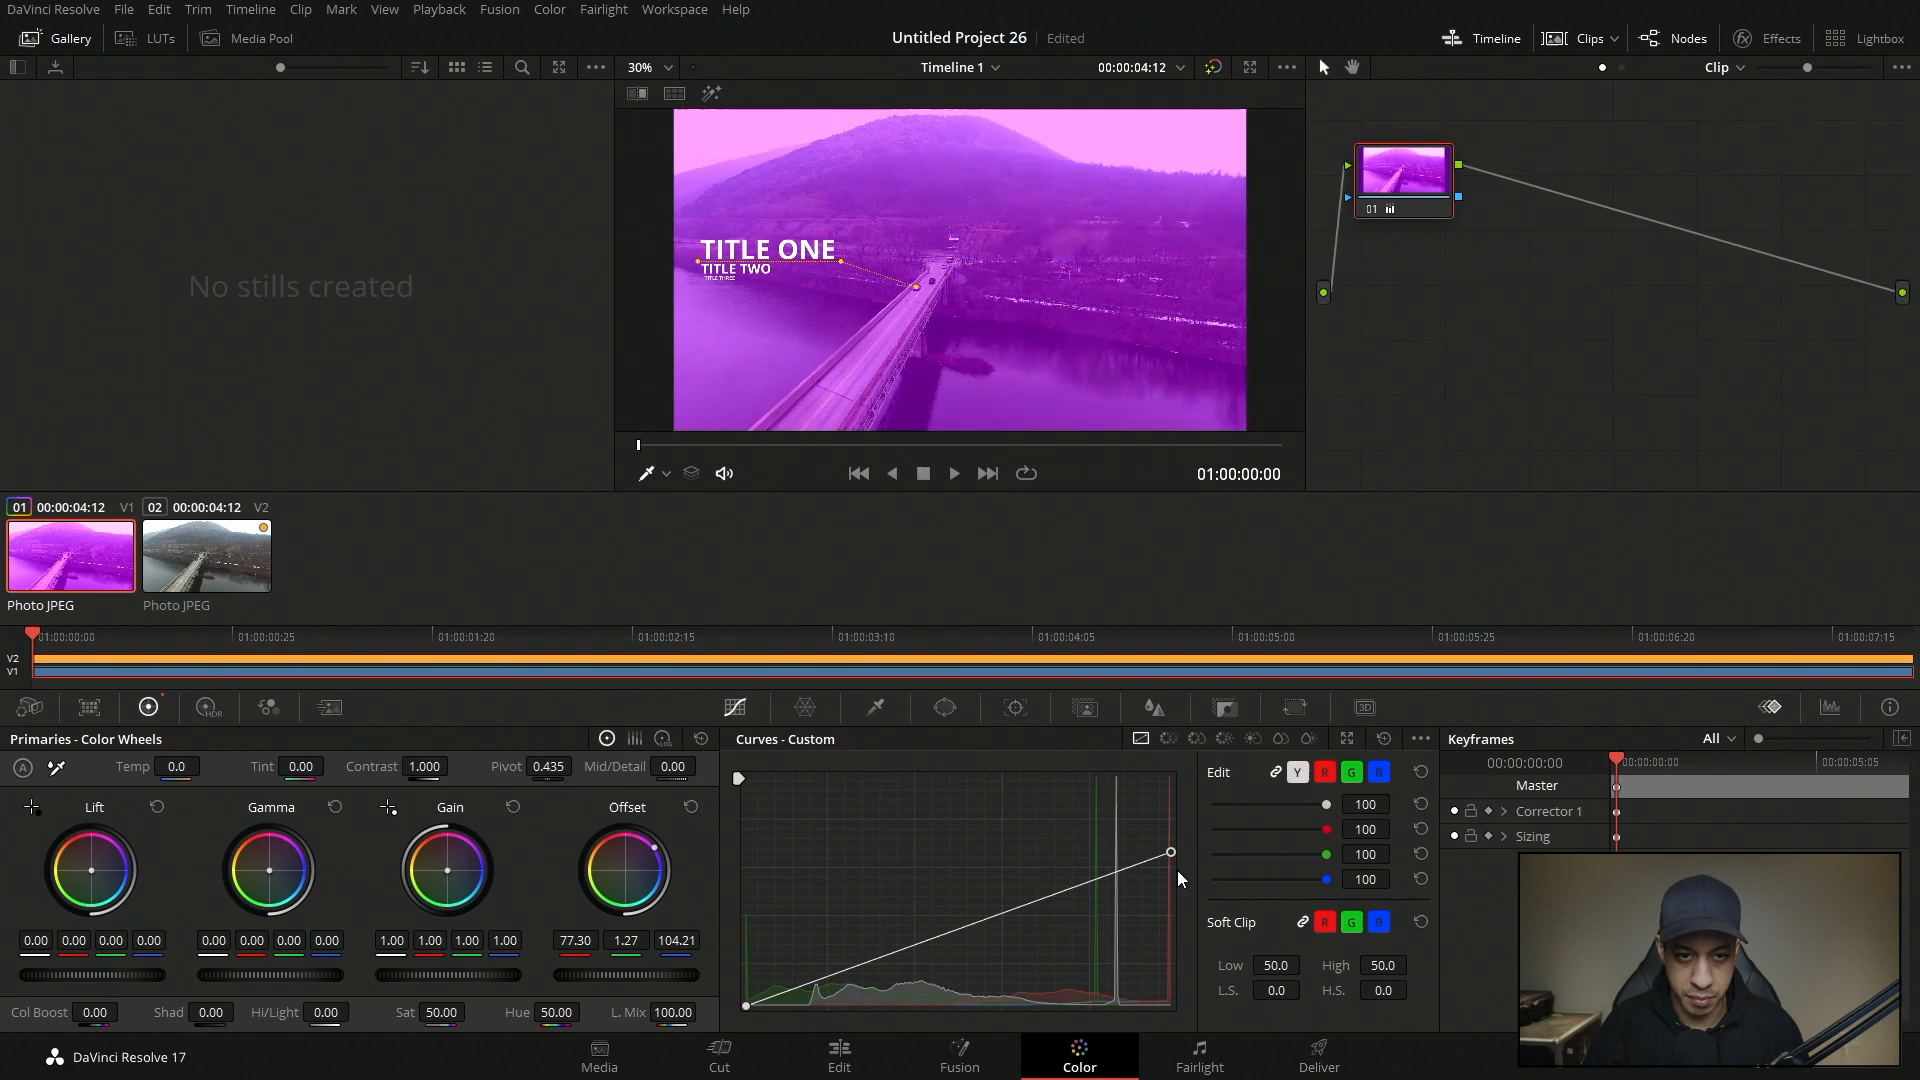 DaVinci Resolve File Edit Trim Timeline Clip Mark View Playback Fusion Color Fairlight Workspace Help
Gallery LUTs Media Pool Untitled Project 26 Edited Timeline Clips Nodes Effects Lightbox
30% Timeline 1 00:00:04:12 Clip
TITLE ONE
TITLE TWO
TITLE THREE
No stills created
01
01:00:00:00
01 00:00:04:12 V1 02 00:00:04:12 V2
Photo JPEG Photo JPEG
01:00:00:00 01:00:00:25 01:00:01:20 01:00:02:15 01:00:03:10 01:00:04:05 01:00:05:00 01:00:05:25 01:00:06:20 01:00:07:15
V2
V1
HDR 3D
Primaries - Color Wheels LOG Curves - Custom Keyframes All
A Temp 0.0 Tint 0.00 Contrast 1.000 Pivot 0.435 Mid/Detail 0.00 Edit Y R G B 00:00:00:00 00:00:00:00 00:00:05:05
Master
Lift Gamma Gain Offset 100 Corrector 1
100 Sizing
100
100
Soft Clip R G B
0.00 0.00 0.00 0.00 0.00 0.00 0.00 0.00 1.00 1.00 1.00 1.00 77.30 1.27 104.21
Low 50.0 High 50.0
L.S. 0.0 H.S. 0.0
Col Boost 0.00 Shad 0.00 Hi/Light 0.00 Sat 50.00 Hue 50.00 L. Mix 100.00
DaVinci Resolve 17 Media Cut Edit Fusion Color Fairlight Deliver